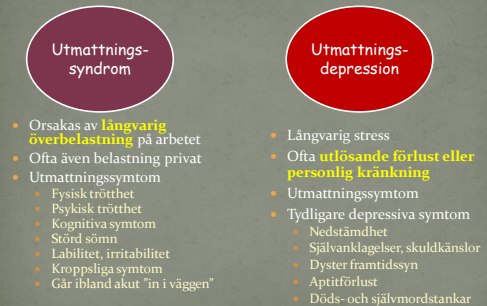 Utmattnings-
syndrom
Orsakas av långvarig
överbelastning på arbetet
Ofta även belastning privat
Utmattningssymtom
Fysisk trötthet
Psykisk trötthet
Kognitiva symtom
Störd sömn
Labilitet, irritabilitet
Kroppsliga symtom
Går ibland akut "in i väggen"
Utmattnings-
depression
Långvarig stress
Ofta utlösande förlust eller
personlig kränkning
Utmattningssymtom
Tydligare depressiva symtom
Nedstämdhet
Självanklagelser, skuldkänslor
Dyster framtidssyn
Aptitförlust
Döds- och självmordstankar